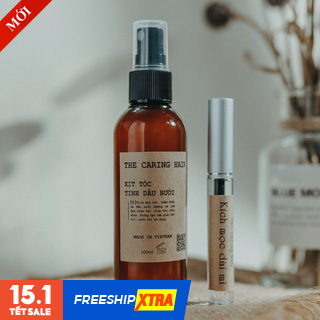 MỚI
THE CARING HAIR
XỊT TÓC
TINH DẦU BƯỞI
MADE IN VIETNAM
100ml
Kích mọc dài mi
15.1
TẾT SALE
FREESHIP XTRA